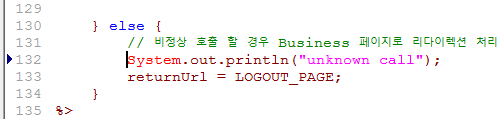 129
130 } else {
131 // 비정상 호출 할 경우 Business 페이지로 리다이렉션 처리
132 System.out.println("unknown call");
133 returnUrl = LOGOUT_PAGE;
134 }
135 %>